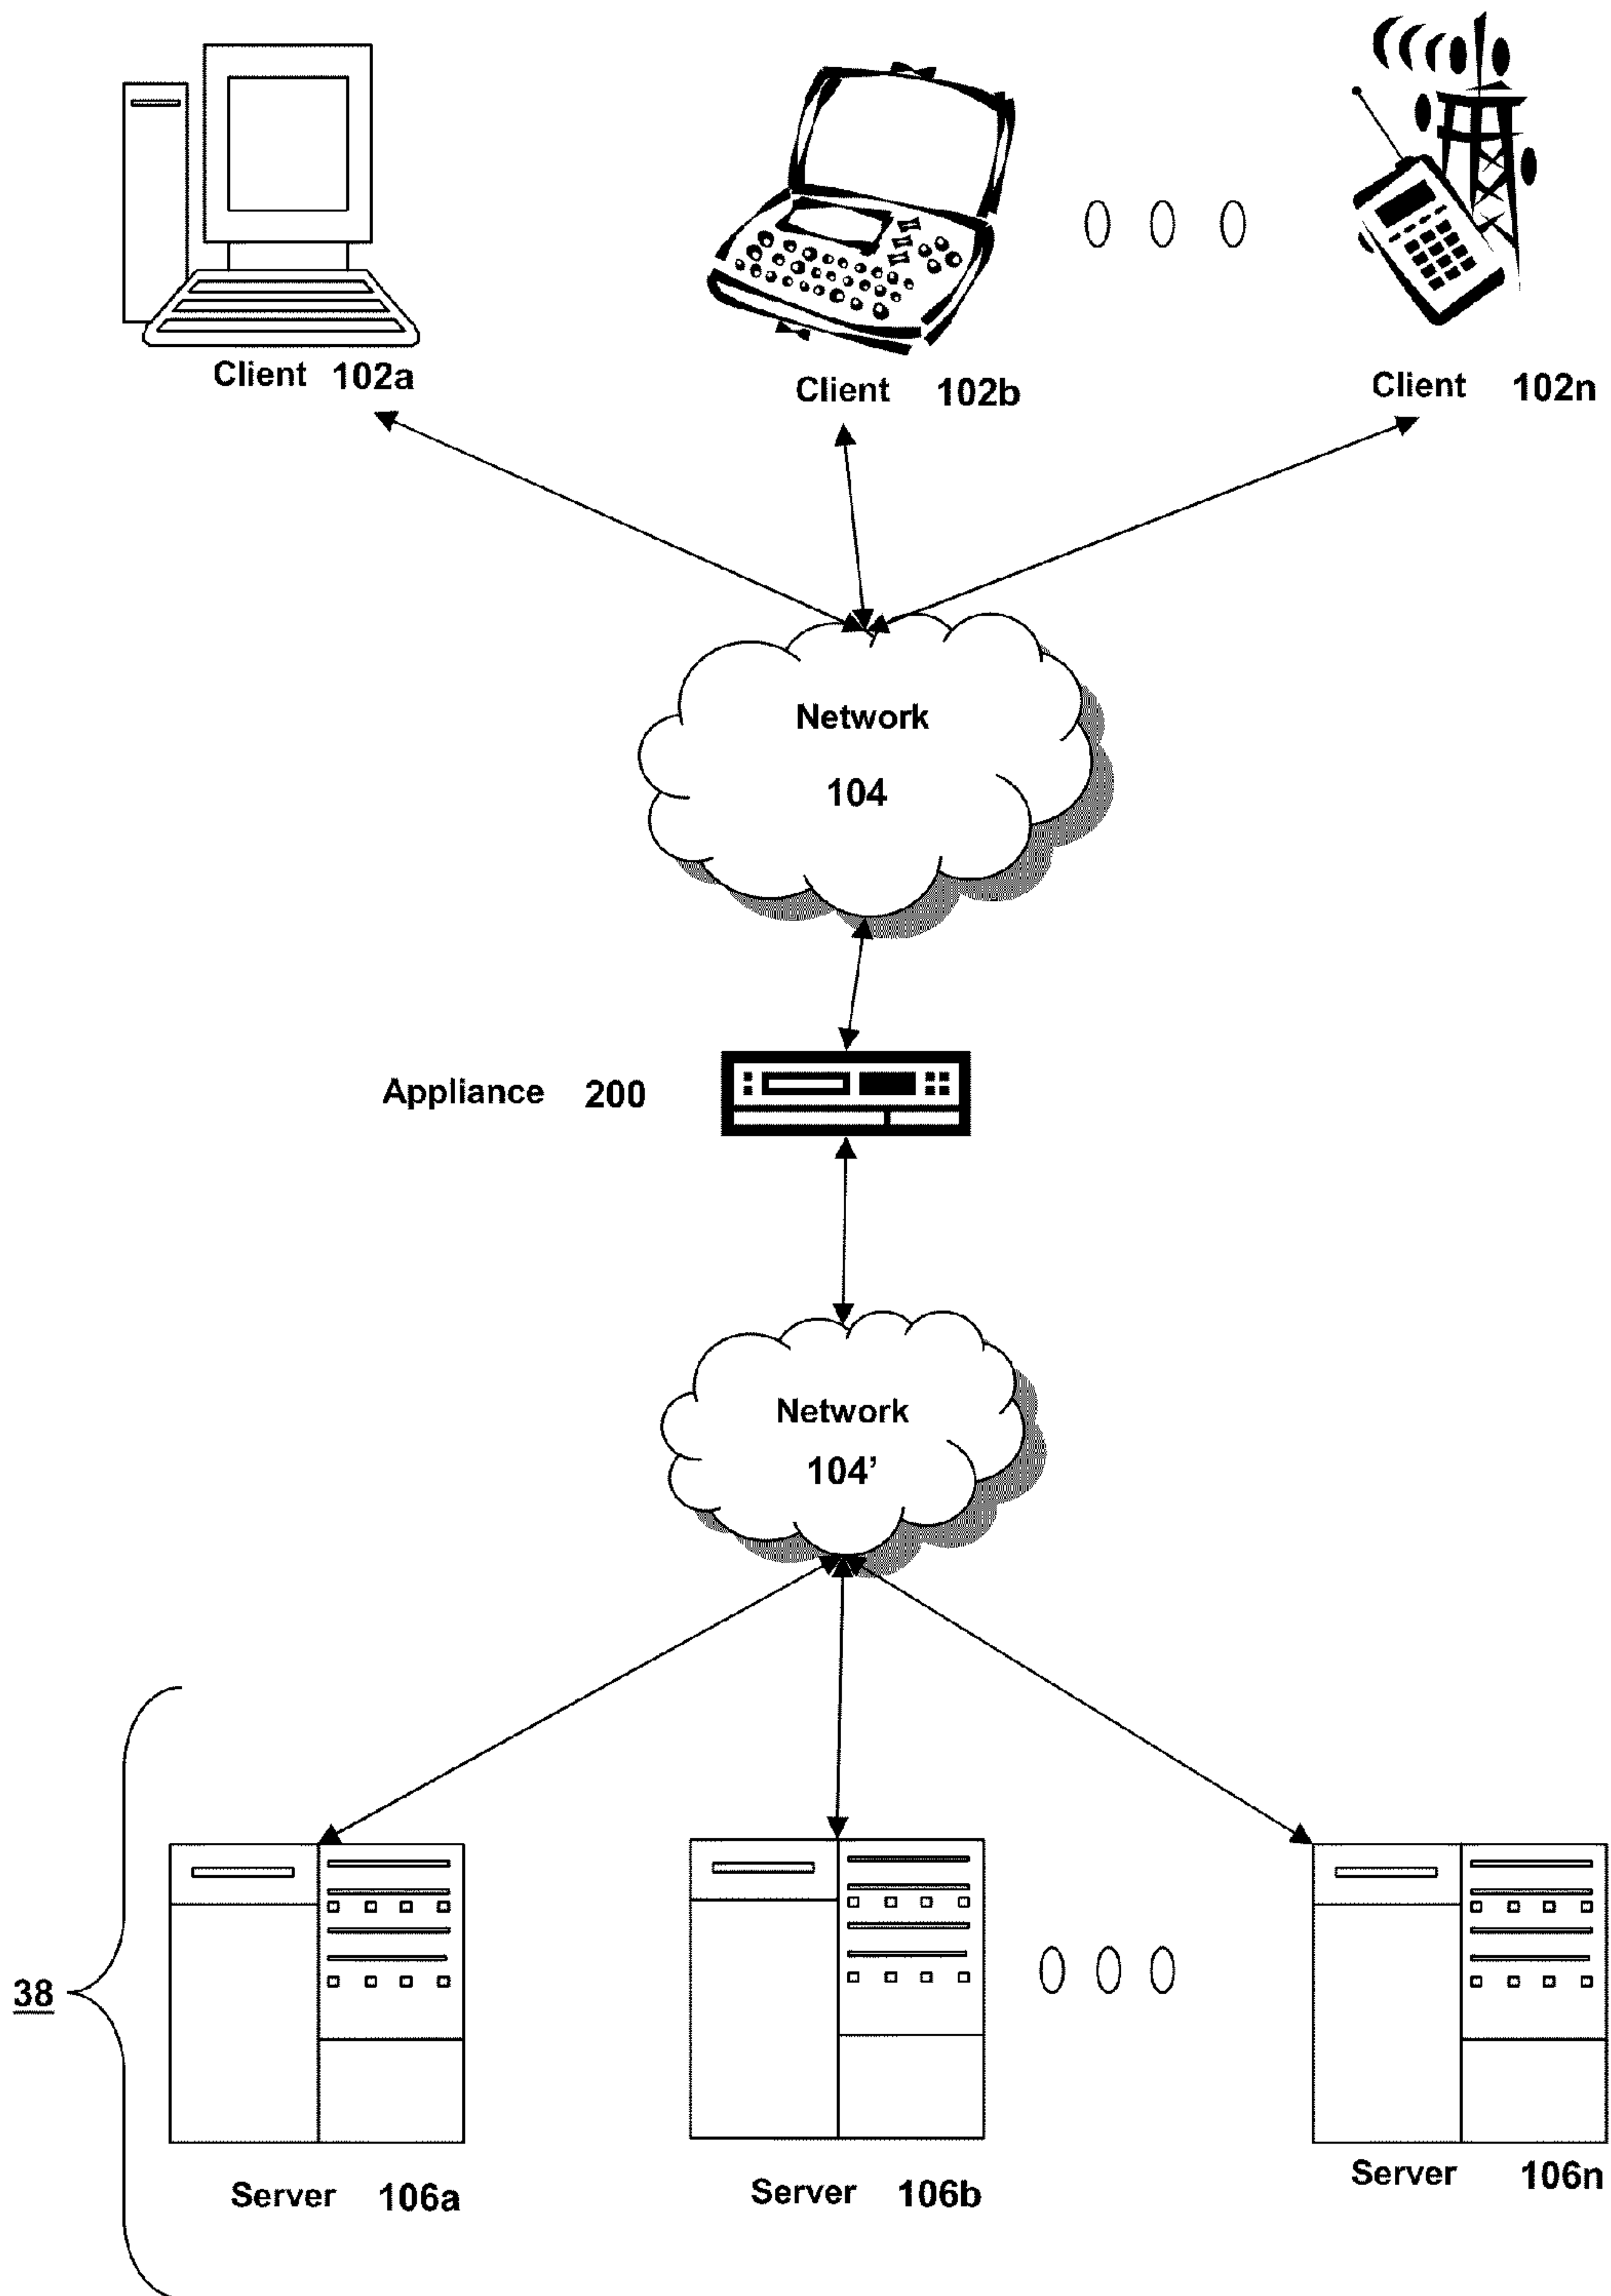 Client 102a
Client 102b
Client 102n
Network
104
Appliance 200
Network
104’
38
Server 106a
Server 106b
Server 106n